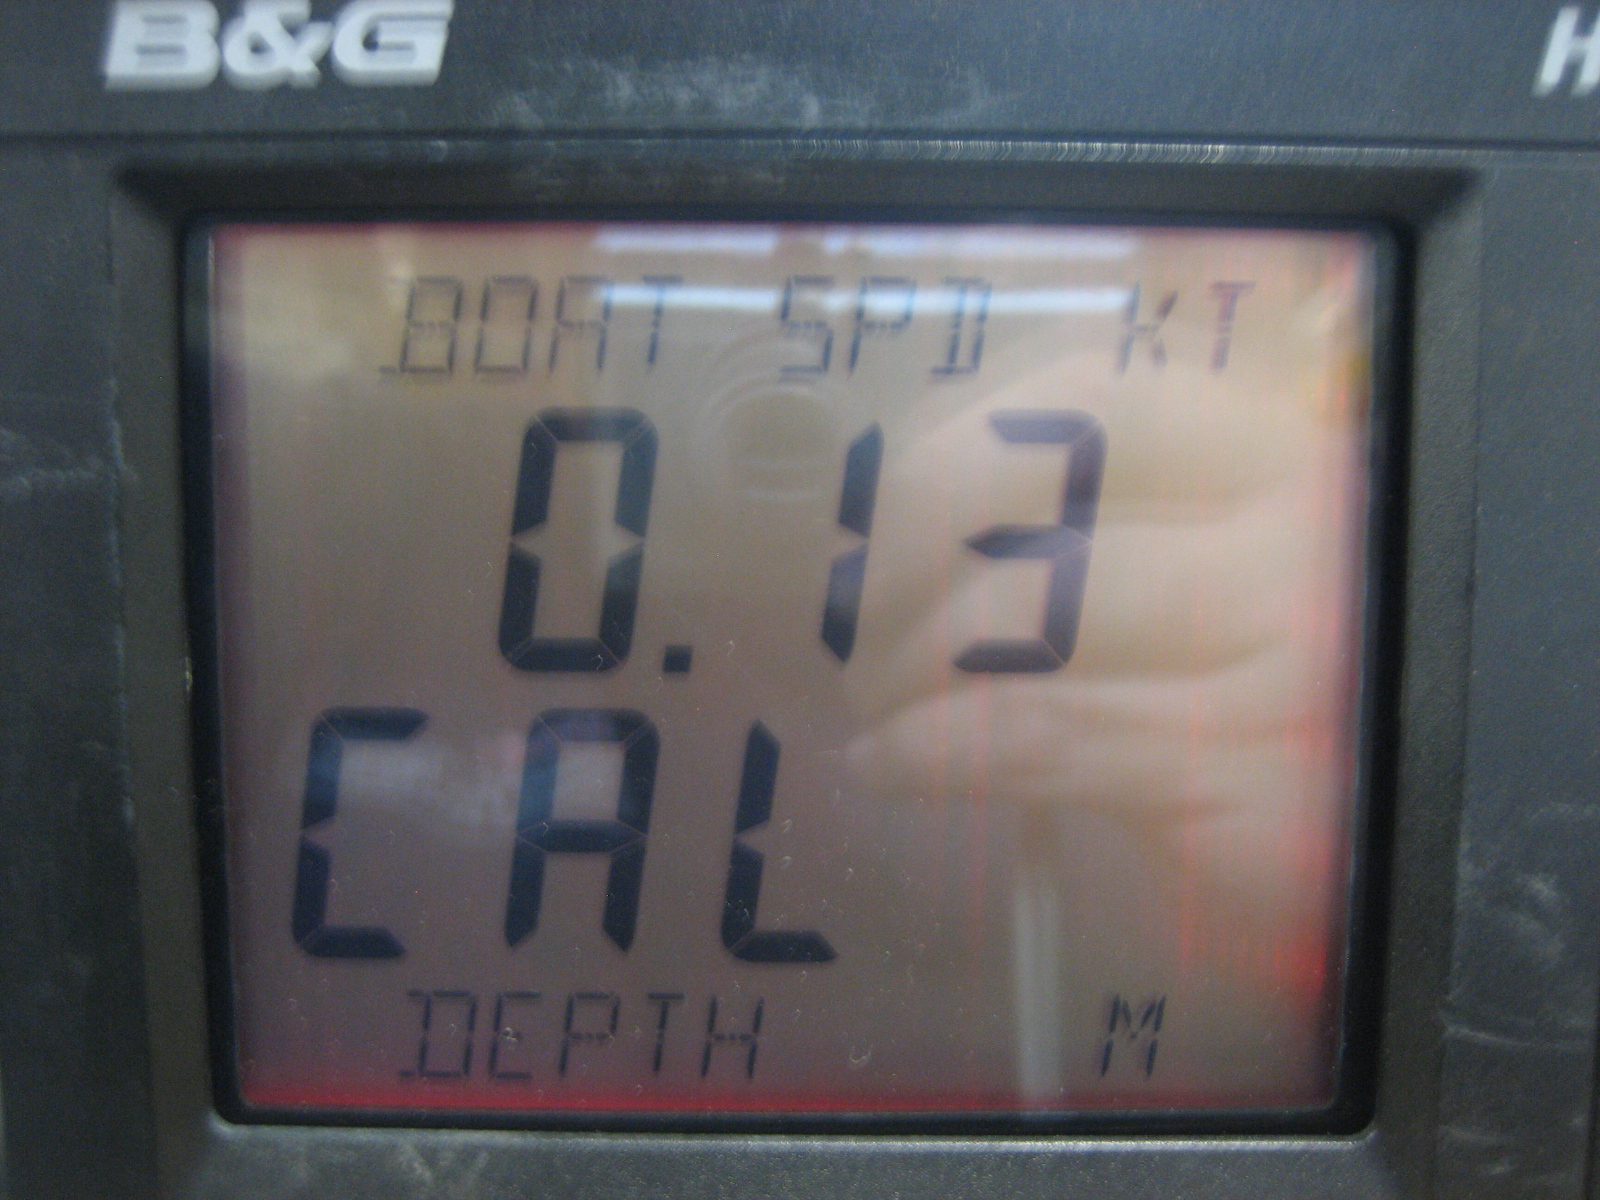 B&G H
BOAT SPD KT
0.13
CAL
DEPTH M